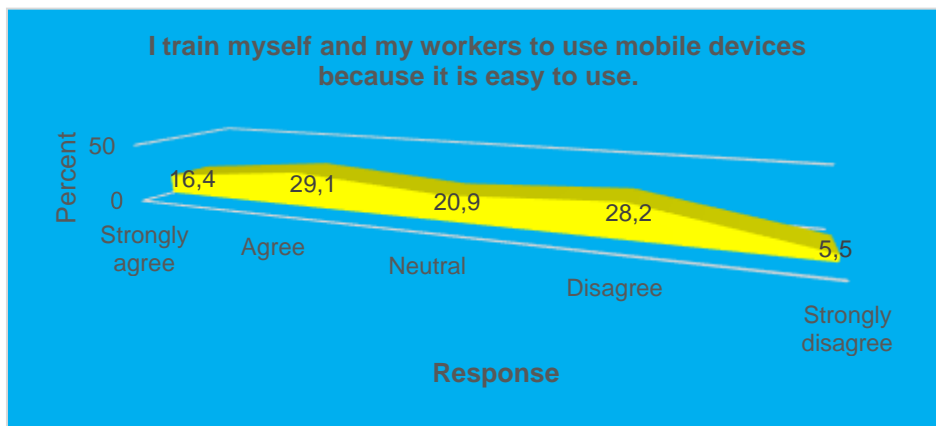 I train myself and my workers to use mobile devices
because it is easy to use.
Percent
50
0
16,4
29,1
20,9
28,2
5,5
Strongly
agree
Agree
Neutral
Disagree
Strongly
disagree
Response